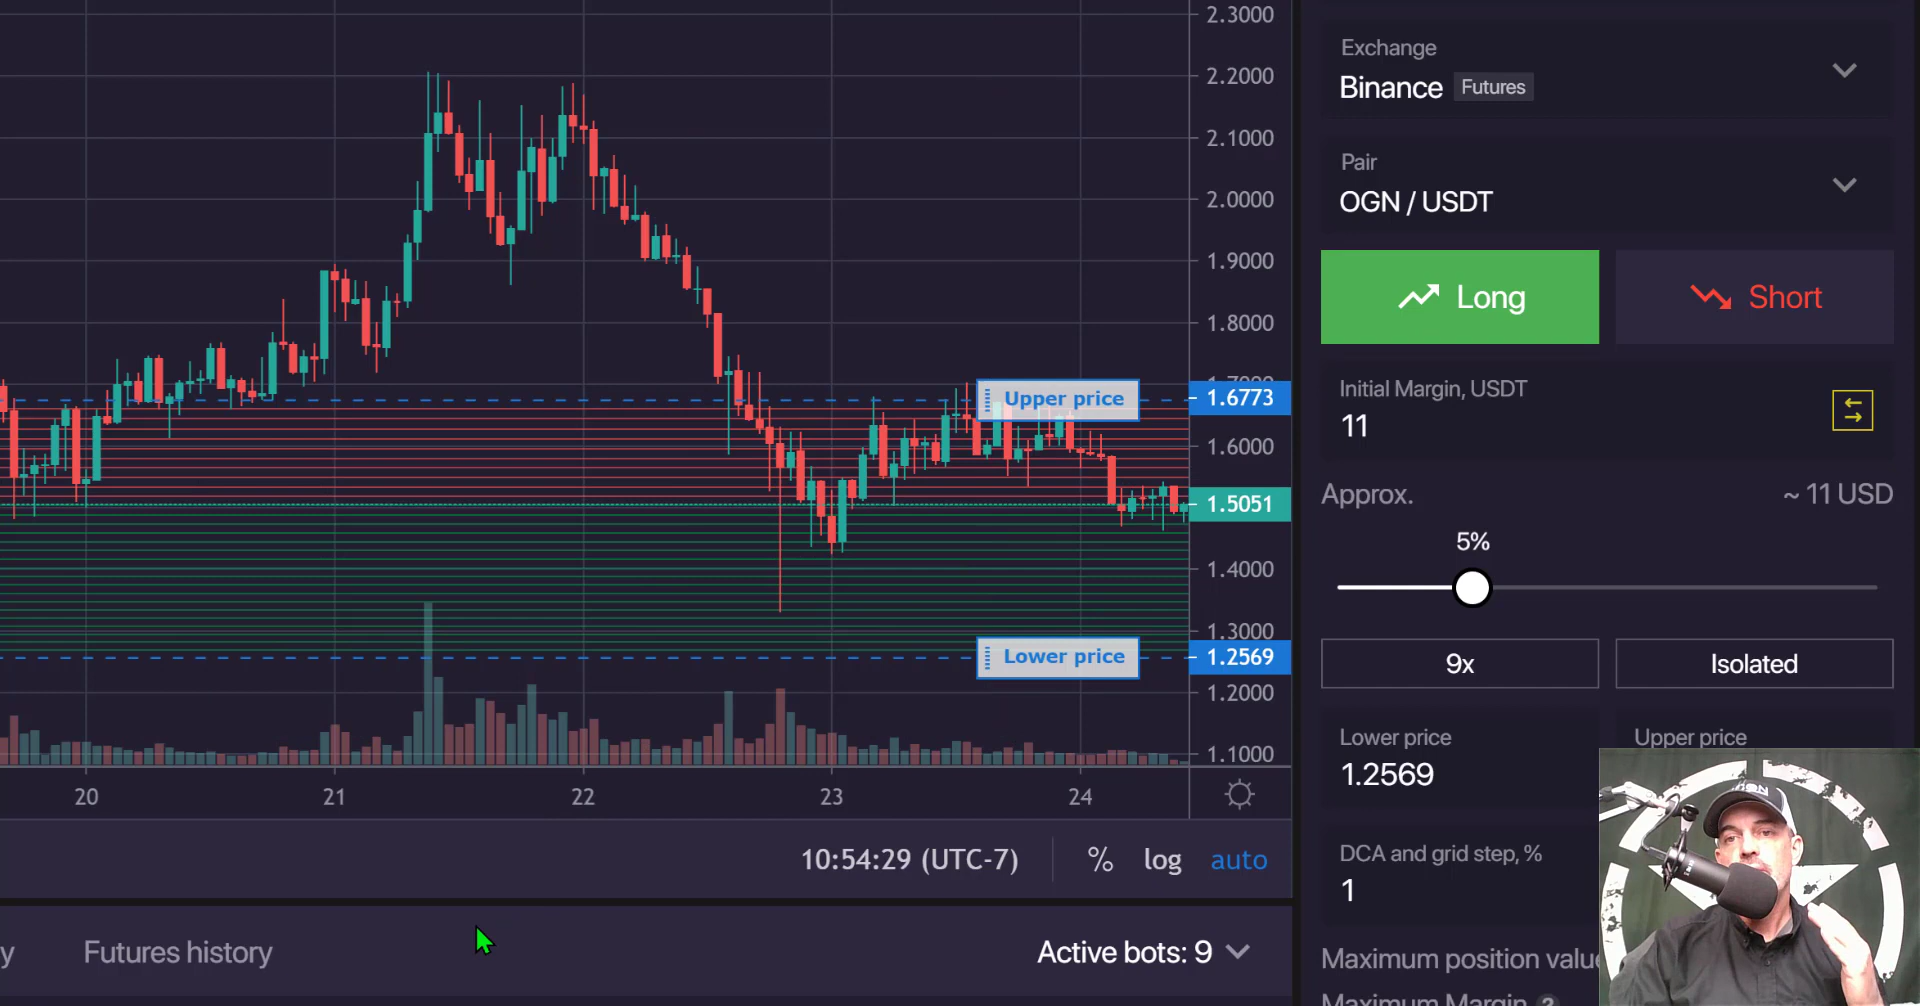 2.3000
2.2000
2.1000
2.0000
1.9000
1.8000
1.6773
1.6000
1.5051
1.4000
1.3000
1.2569
1.2000
1.1000
Upper price
Lower price
20 21 22 23 24
10:54:29 (UTC-7) % log auto
y Futures history Active bots: 9
Exchange
Binance Futures
Pair
OGN / USDT
Long Short
Initial Margin, USDT
11
Approx. ~ 11 USD
5%
9x Isolated
Lower price Upper price
1.2569
DCA and grid step, %
1
Maximum position value
Maximum Margin ?